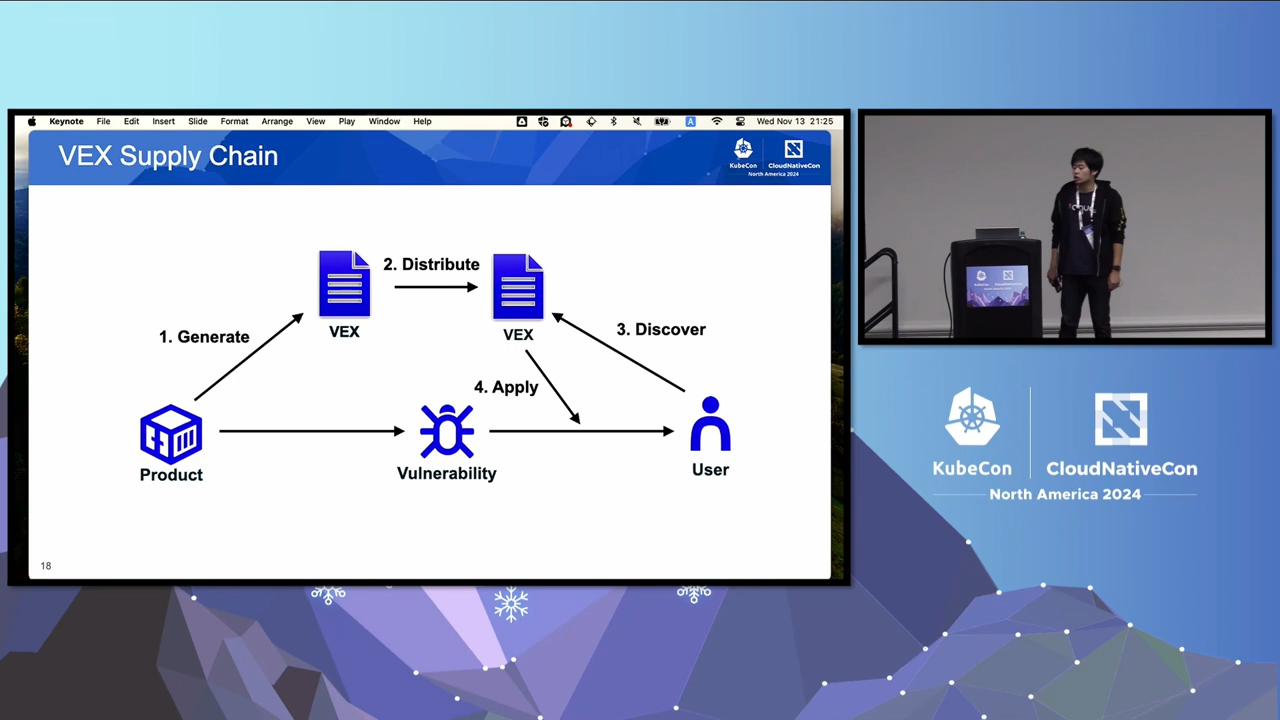 Keynote File Edit Insert Slide Format Arrange View Play Window Help A Wed Nov 13 21:25
VEX Supply Chain
KubeCon CloudNativeCon
North America 2024
2. Distribute
VEX
VEX
1. Generate
3. Discover
4. Apply
Product
Vulnerability
User
18
KubeCon CloudNativeCon
North America 2024